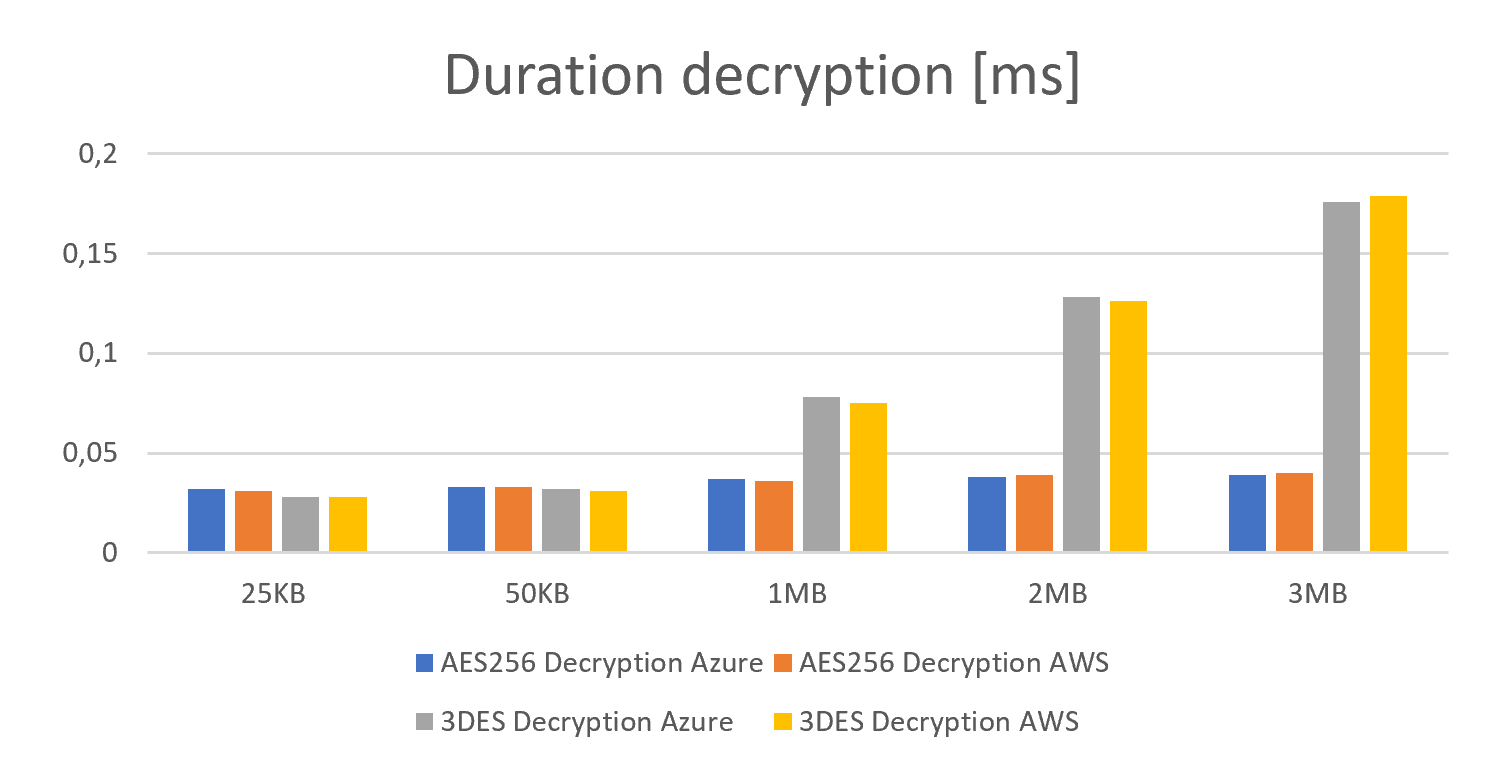 Duration decryption [ms]
0,2
0,15
0,1
0,05
0
25KB 50KB 1MB 2MB 3MB
AES256 Decryption Azure AES256 Decryption AWS
3DES Decryption Azure 3DES Decryption AWS